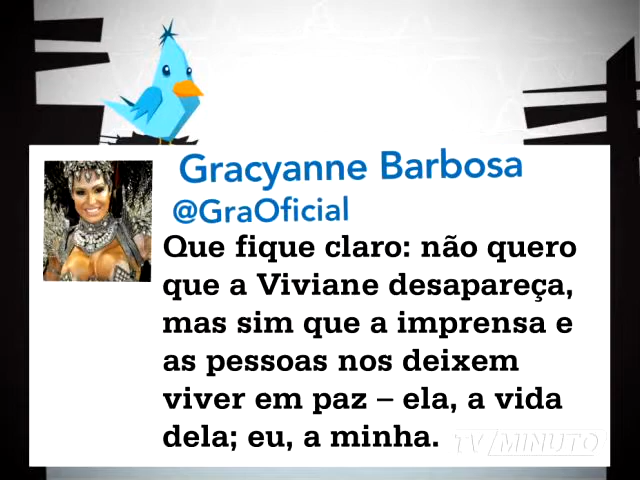 Gracyanne Barbosa
@GraOficial
Que fique claro: não quero
que a Viviane desapareça,
mas sim que a imprensa e
as pessoas nos deixem
viver em paz – ela, a vida
dela; eu, a minha.
TV MINUTO